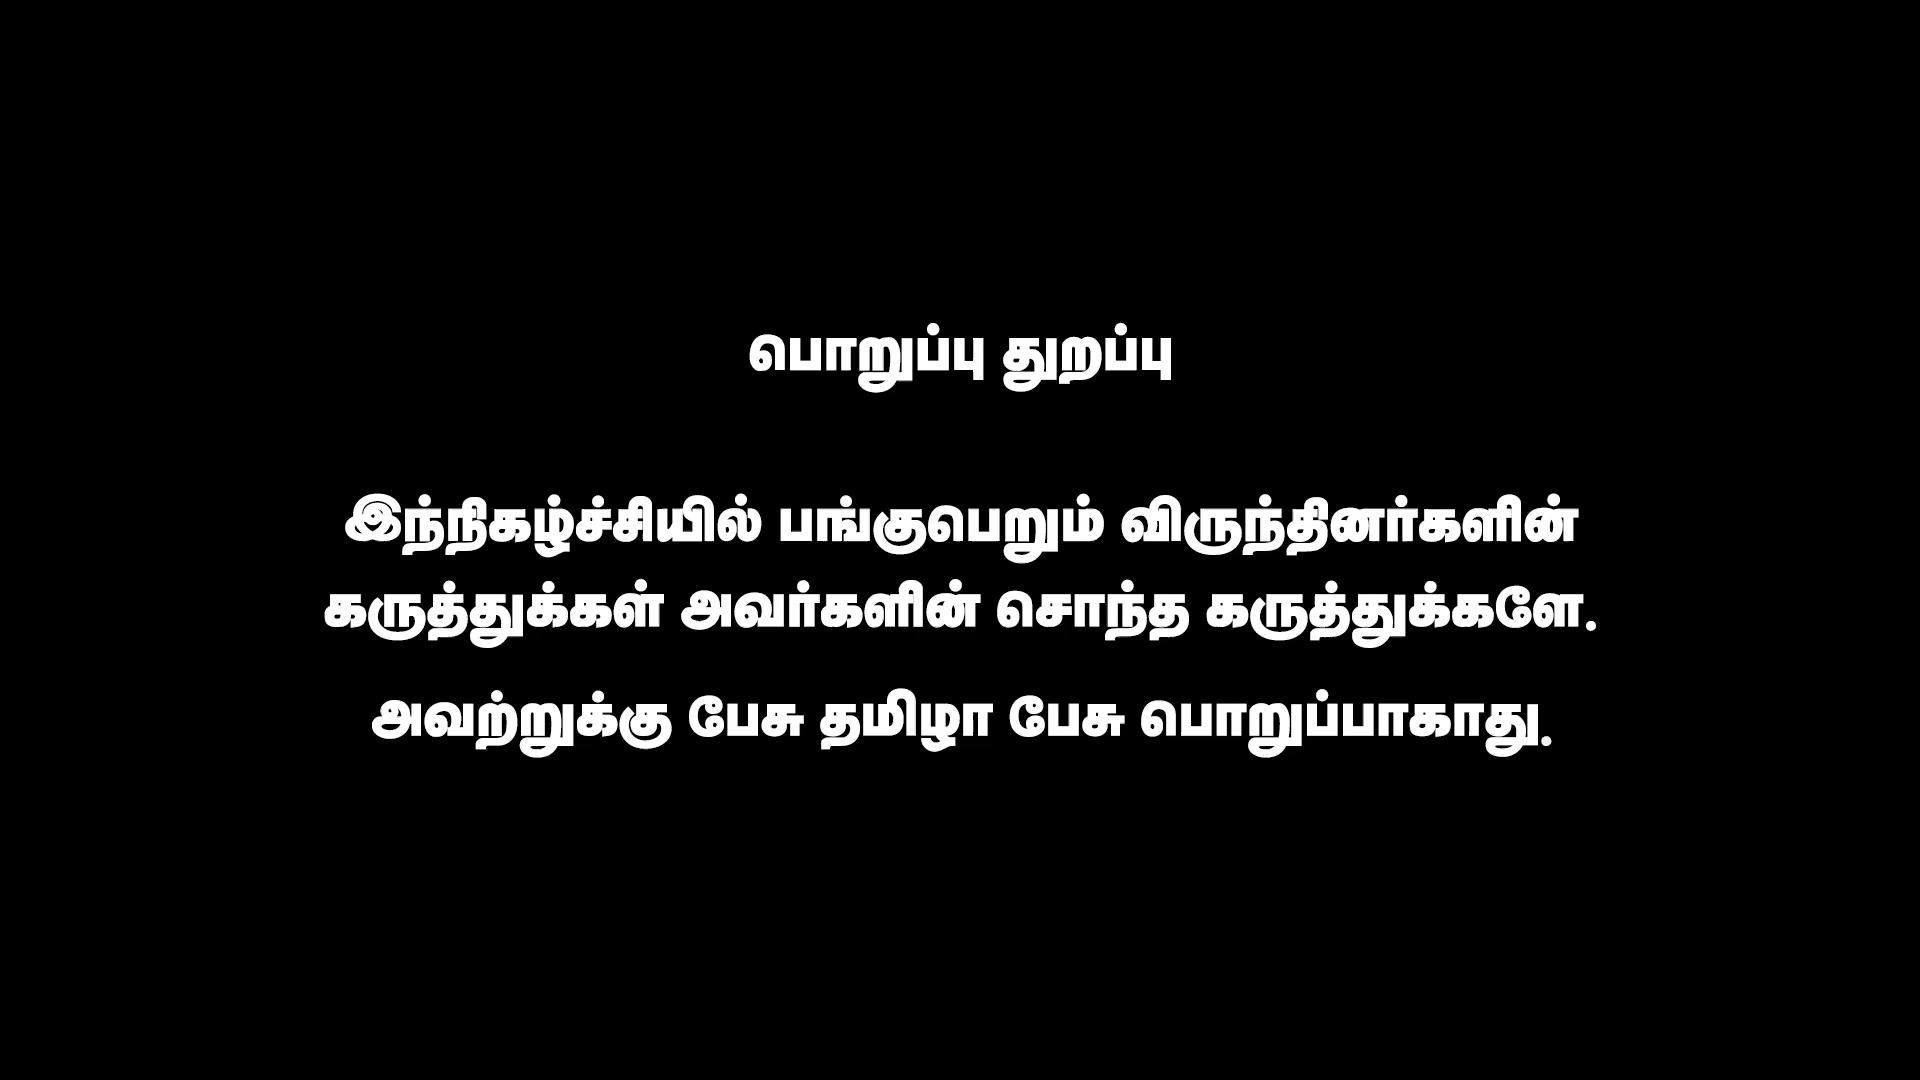 பொறுப்பு துறப்பு
இந்நிகழ்ச்சியில் பங்குபெறும் விருந்தினர்களின்
கருத்துக்கள் அவர்களின் சொந்த கருத்துக்களே.
அவற்றுக்கு பேசு தமிழா பேசு பொறுப்பாகாது.